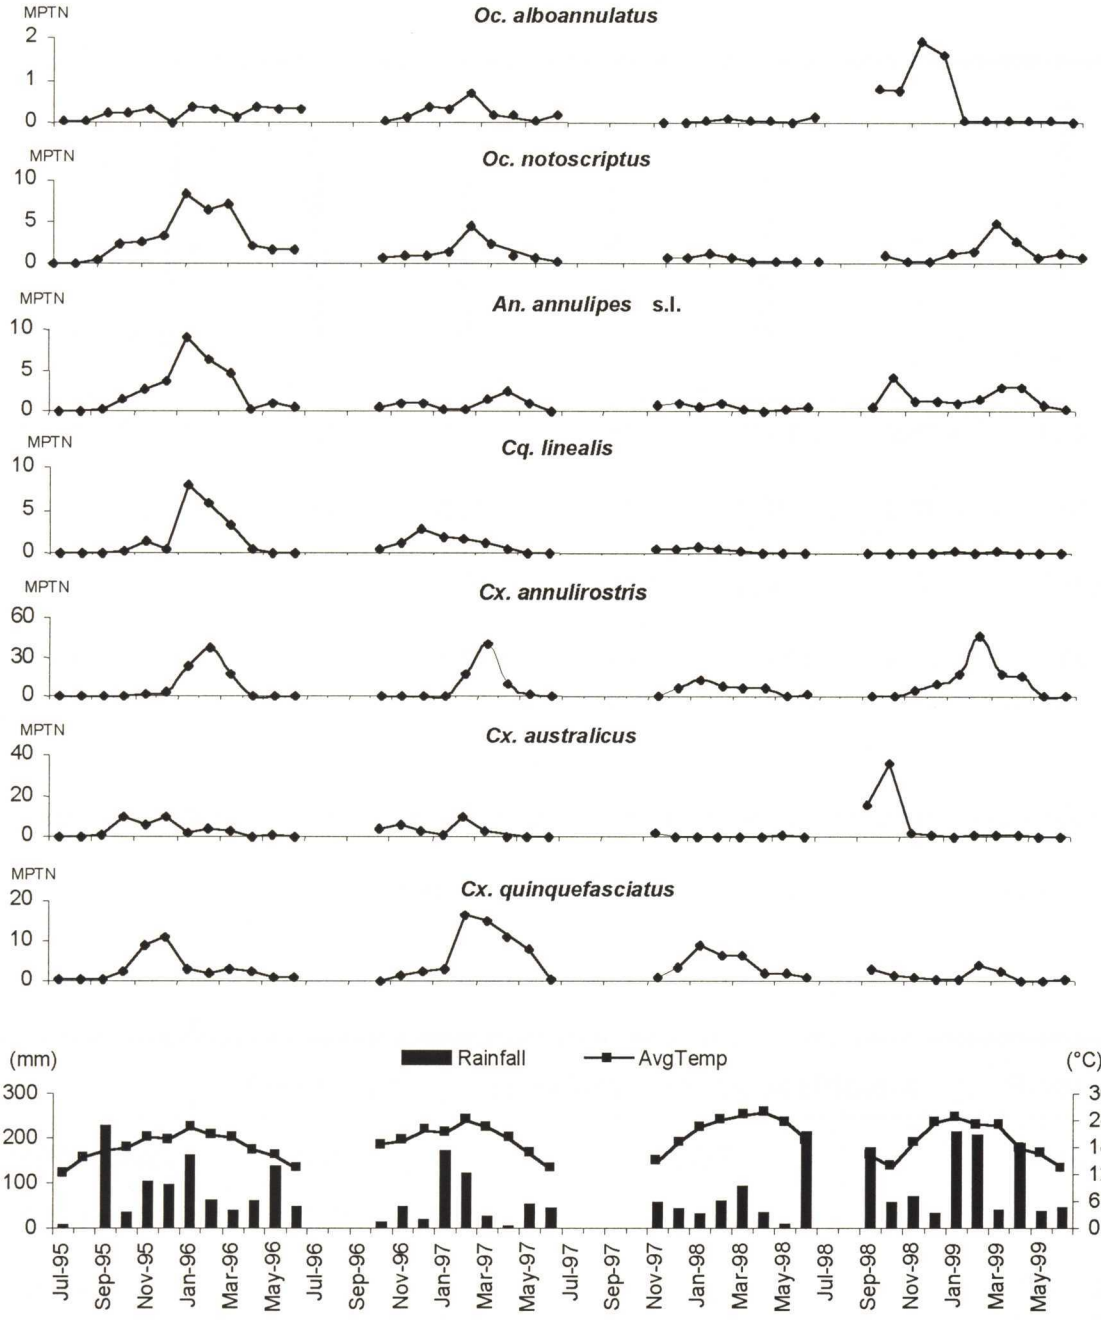 MPTN
Oc. alboannulatus
2
1
0
MPTN
Oc. notoscriptus
10
5
0
MPTN
An. annulipes s.l.
10
5
0
MPTN
Cq. linealis
10
5
0
MPTN
Cx. annulirostris
60
30
0
MPTN
Cx. australicus
40
20
0
MPTN
Cx. quinquefasciatus
20
10
0
(mm)
Rainfall
AvgTemp
(°C)
300
200
100
0
6
0
Jul-95
Sep-95
Nov-95
Jan-96
Mar-96
May-96
Jul-96
Sep-96
Nov-96
Jan-97
Mar-97
May-97
Jul-97
Sep-97
Nov-97
Jan-98
Mar-98
May-98
Jul-98
Sep-98
Nov-98
Jan-99
Mar-99
May-99